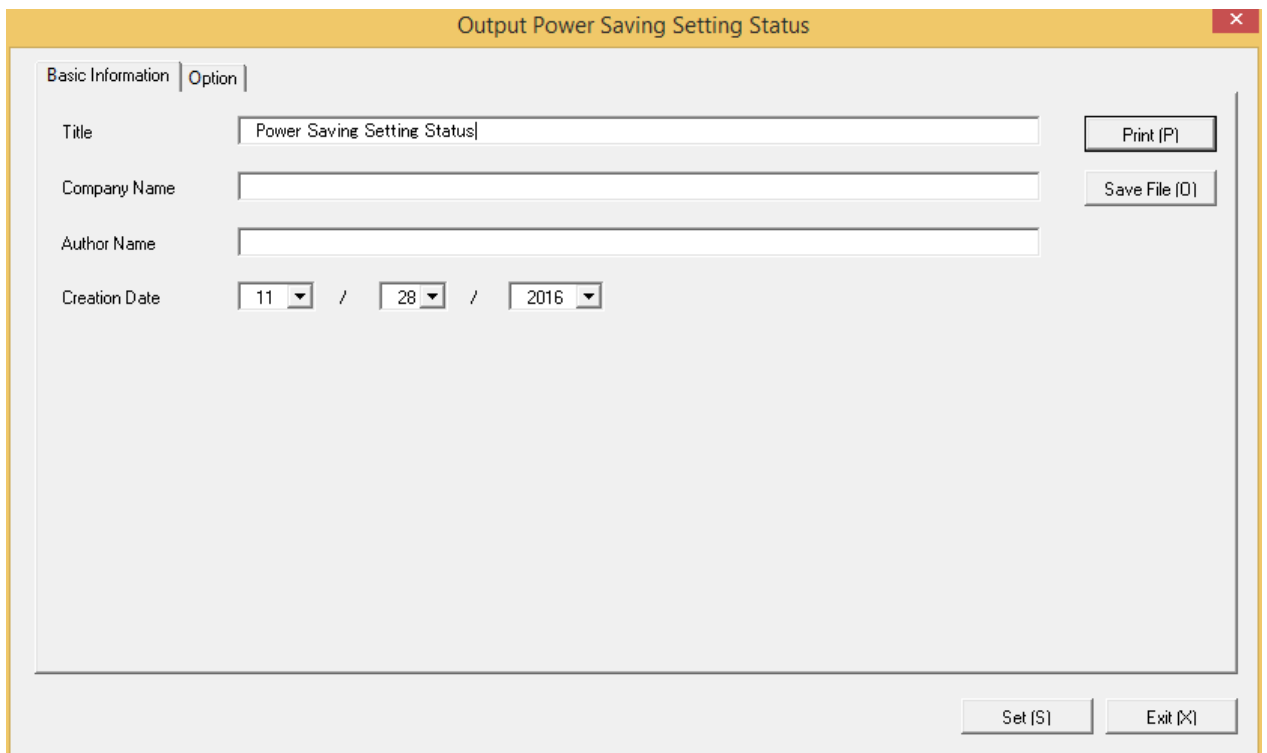 Output Power Saving Setting Status
Basic Information Option
Title Power Saving Setting Status Print (P)
Company Name Save File (O)
Author Name
Creation Date 11 / 28 / 2016
Set (S) Exit (X)